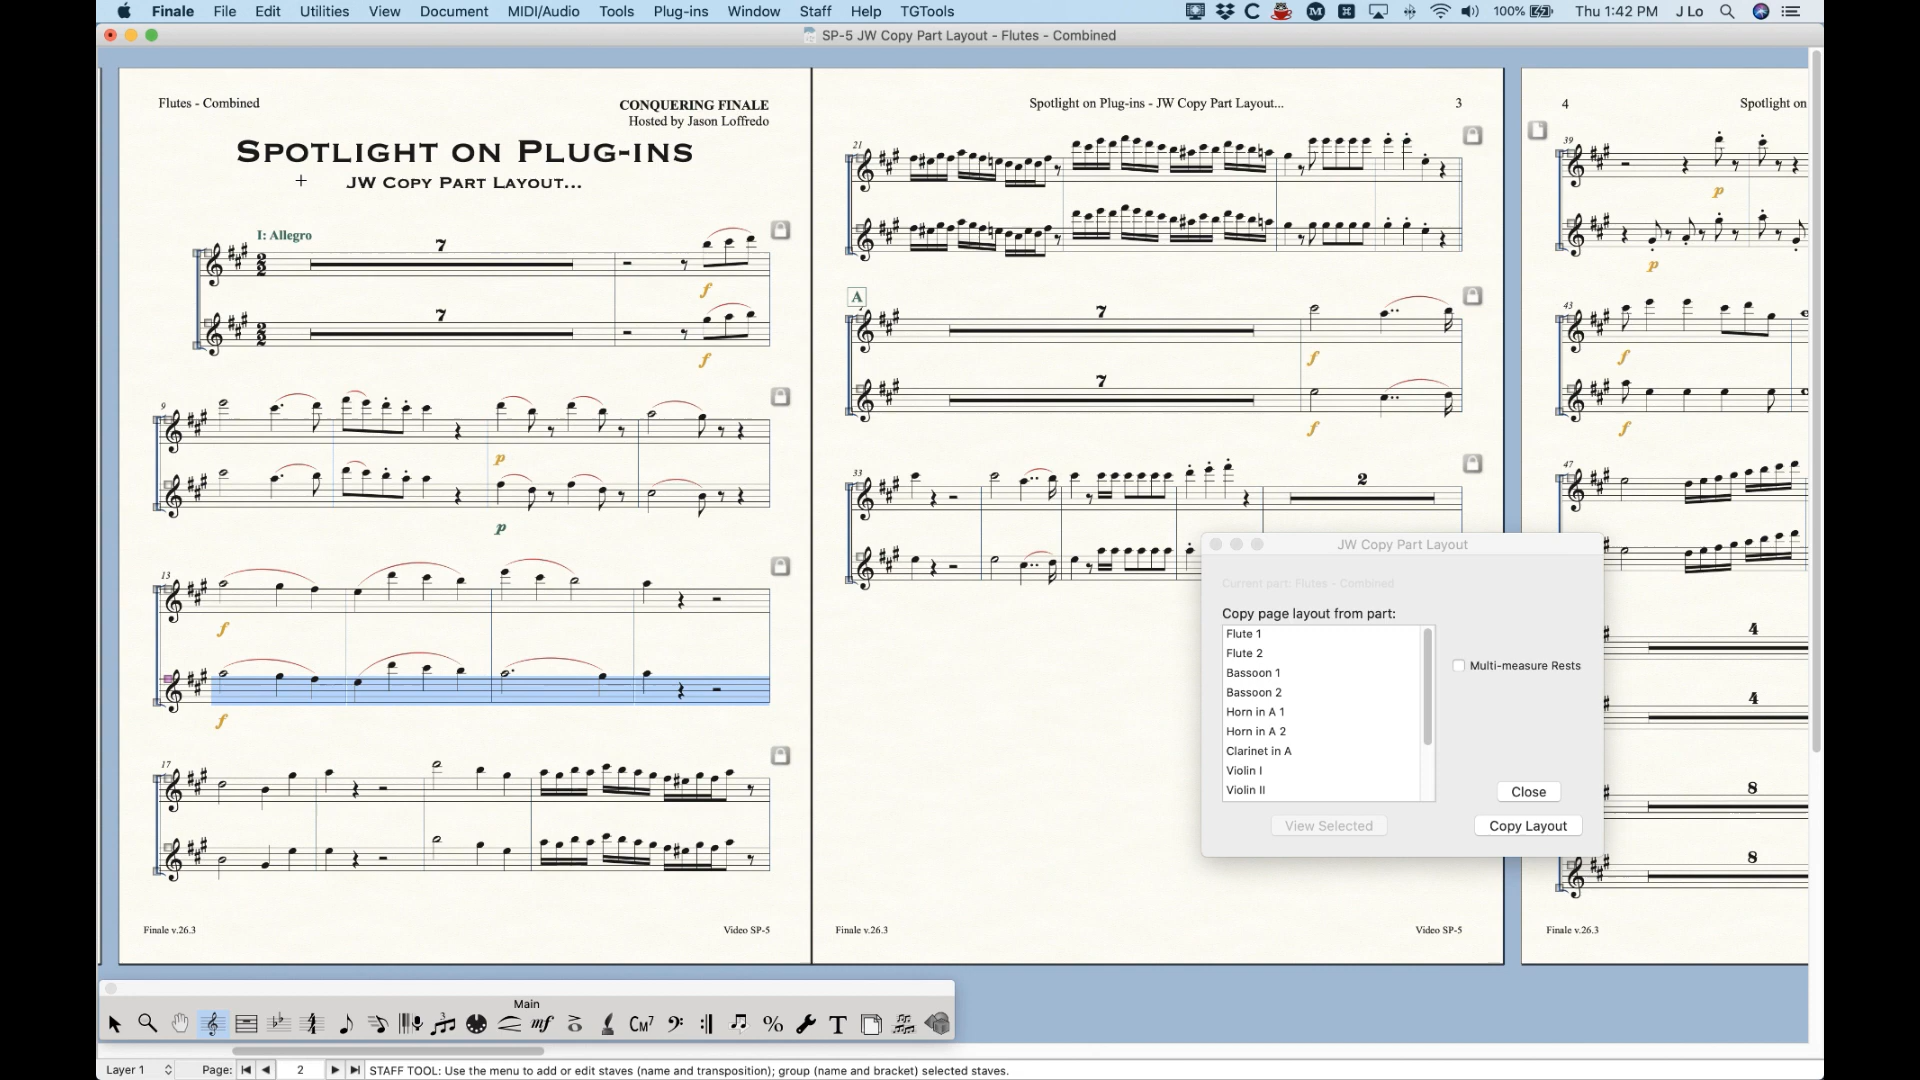 Finale File Edit Utilities View Document MIDI/Audio Tools Plug-ins Window Staff Help TGTools 100% Thu 1:42 PM J Lo
SP-5 JW Copy Part Layout - Flutes - Combined
Flutes - Combined
CONQUERING FINALE
Hosted by Jason Loffredo
SPOTLIGHT ON PLUG-INS
JW COPY PART LAYOUT...
I: Allegro
7
f
7
f
9
p
p
13
f
f
17
Finale v.26.3
Video SP-5
Spotlight on Plug-ins - JW Copy Part Layout...
3
21
A
7
f
7
f
33
2
Finale v.26.3
Video SP-5
4
Spotlight on
39
p
p
43
f
f
47
4
4
8
8
Finale v.26.3
JW Copy Part Layout
Current part: Flutes - Combined
Copy page layout from part:
Flute 1
Flute 2
Bassoon 1
Bassoon 2
Horn in A 1
Horn in A 2
Clarinet in A
Violin I
Violin II
Multi-measure Rests
Close
View Selected
Copy Layout
Main
mf
CM7
%
T
Layer 1 Page: 2 STAFF TOOL: Use the menu to add or edit staves (name and transposition); group (name and bracket) selected staves.